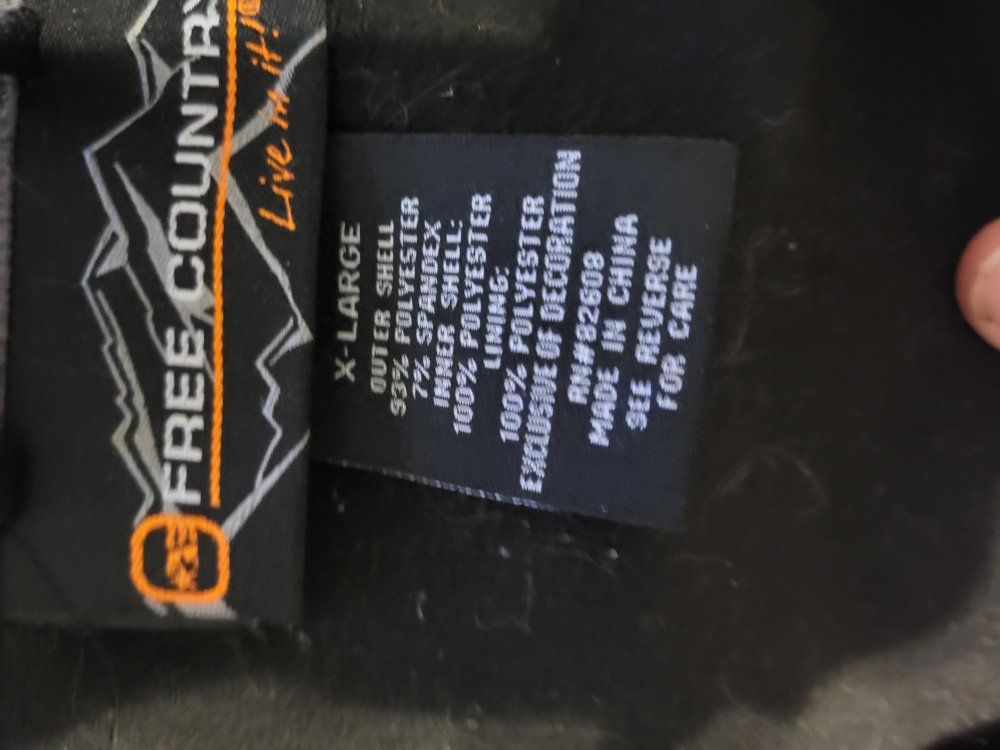 FREE COUNTRY
Live in it!®
X-LARGE
OUTER SHELL
93% POLYESTER
7% SPANDEX
INNER SHELL:
100% POLYESTER
LINING:
100% POLYESTER
EXCLUSIVE OF DECORATION
RN#82608
MADE IN CHINA
SEE REVERSE
FOR CARE